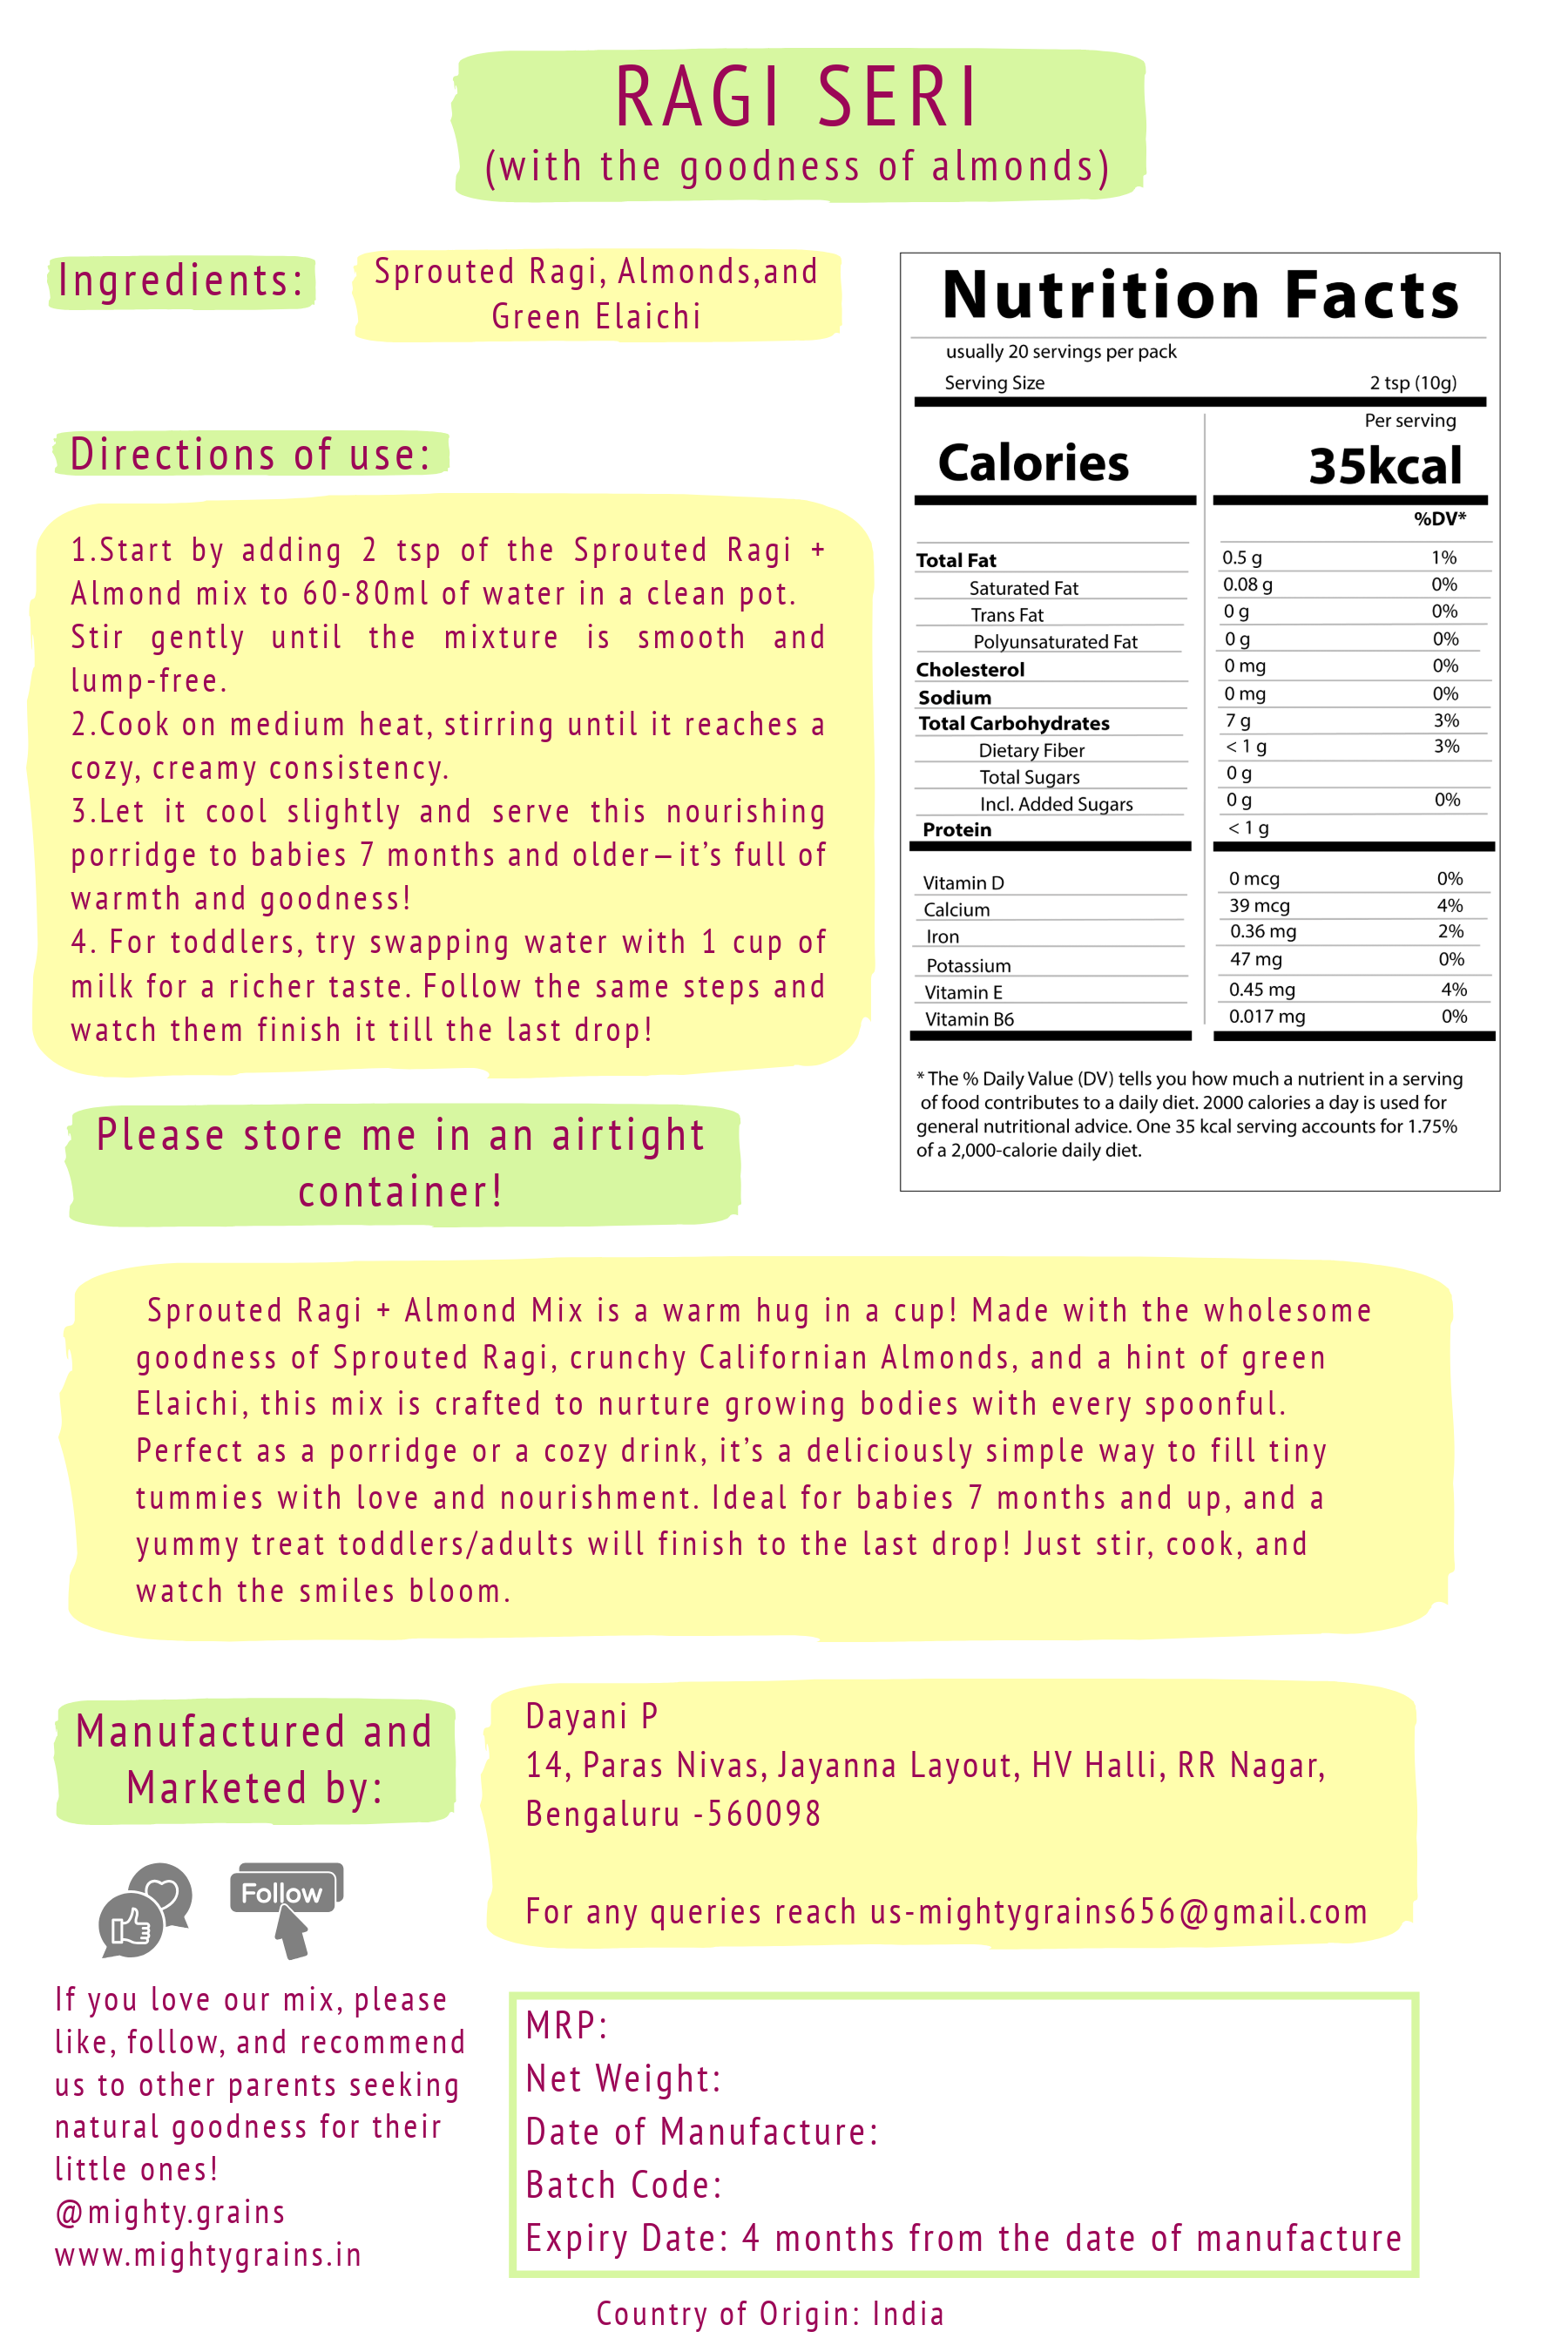 RAGI SERI
(with the goodness of almonds)
Ingredients:
Sprouted Ragi, Almonds,and
Green Elaichi
Directions of use:
1.Start by adding 2 tsp of the Sprouted Ragi +
Almond mix to 60-80ml of water in a clean pot.
Stir gently until the mixture is smooth and
lump-free.
2.Cook on medium heat, stirring until it reaches a
cozy, creamy consistency.
3.Let it cool slightly and serve this nourishing
porridge to babies 7 months and older—it’s full of
warmth and goodness!
4. For toddlers, try swapping water with 1 cup of
milk for a richer taste. Follow the same steps and
watch them finish it till the last drop!
Please store me in an airtight
container!
Nutrition Facts
usually 20 servings per pack
Serving Size 2 tsp (10g)
Per serving
Calories 35kcal
%DV*
Total Fat 0.5 g 1%
Saturated Fat 0.08 g 0%
Trans Fat 0 g 0%
Polyunsaturated Fat 0 g 0%
Cholesterol 0 mg 0%
Sodium 0 mg 0%
Total Carbohydrates 7 g 3%
Dietary Fiber < 1 g 3%
Total Sugars 0 g
Incl. Added Sugars 0 g 0%
Protein < 1 g
Vitamin D 0 mcg 0%
Calcium 39 mcg 4%
Iron 0.36 mg 2%
Potassium 47 mg 0%
Vitamin E 0.45 mg 4%
Vitamin B6 0.017 mg 0%
* The % Daily Value (DV) tells you how much a nutrient in a serving
of food contributes to a daily diet. 2000 calories a day is used for
general nutritional advice. One 35 kcal serving accounts for 1.75%
of a 2,000-calorie daily diet.
Sprouted Ragi + Almond Mix is a warm hug in a cup! Made with the wholesome
goodness of Sprouted Ragi, crunchy Californian Almonds, and a hint of green
Elaichi, this mix is crafted to nurture growing bodies with every spoonful.
Perfect as a porridge or a cozy drink, it’s a deliciously simple way to fill tiny
tummies with love and nourishment. Ideal for babies 7 months and up, and a
yummy treat toddlers/adults will finish to the last drop! Just stir, cook, and
watch the smiles bloom.
Manufactured and
Marketed by:
Dayani P
14, Paras Nivas, Jayanna Layout, HV Halli, RR Nagar,
Bengaluru -560098
For any queries reach us-mightygrains656@gmail.com
Follow
If you love our mix, please
like, follow, and recommend
us to other parents seeking
natural goodness for their
little ones!
@mighty.grains
www.mightygrains.in
MRP:
Net Weight:
Date of Manufacture:
Batch Code:
Expiry Date: 4 months from the date of manufacture
Country of Origin: India